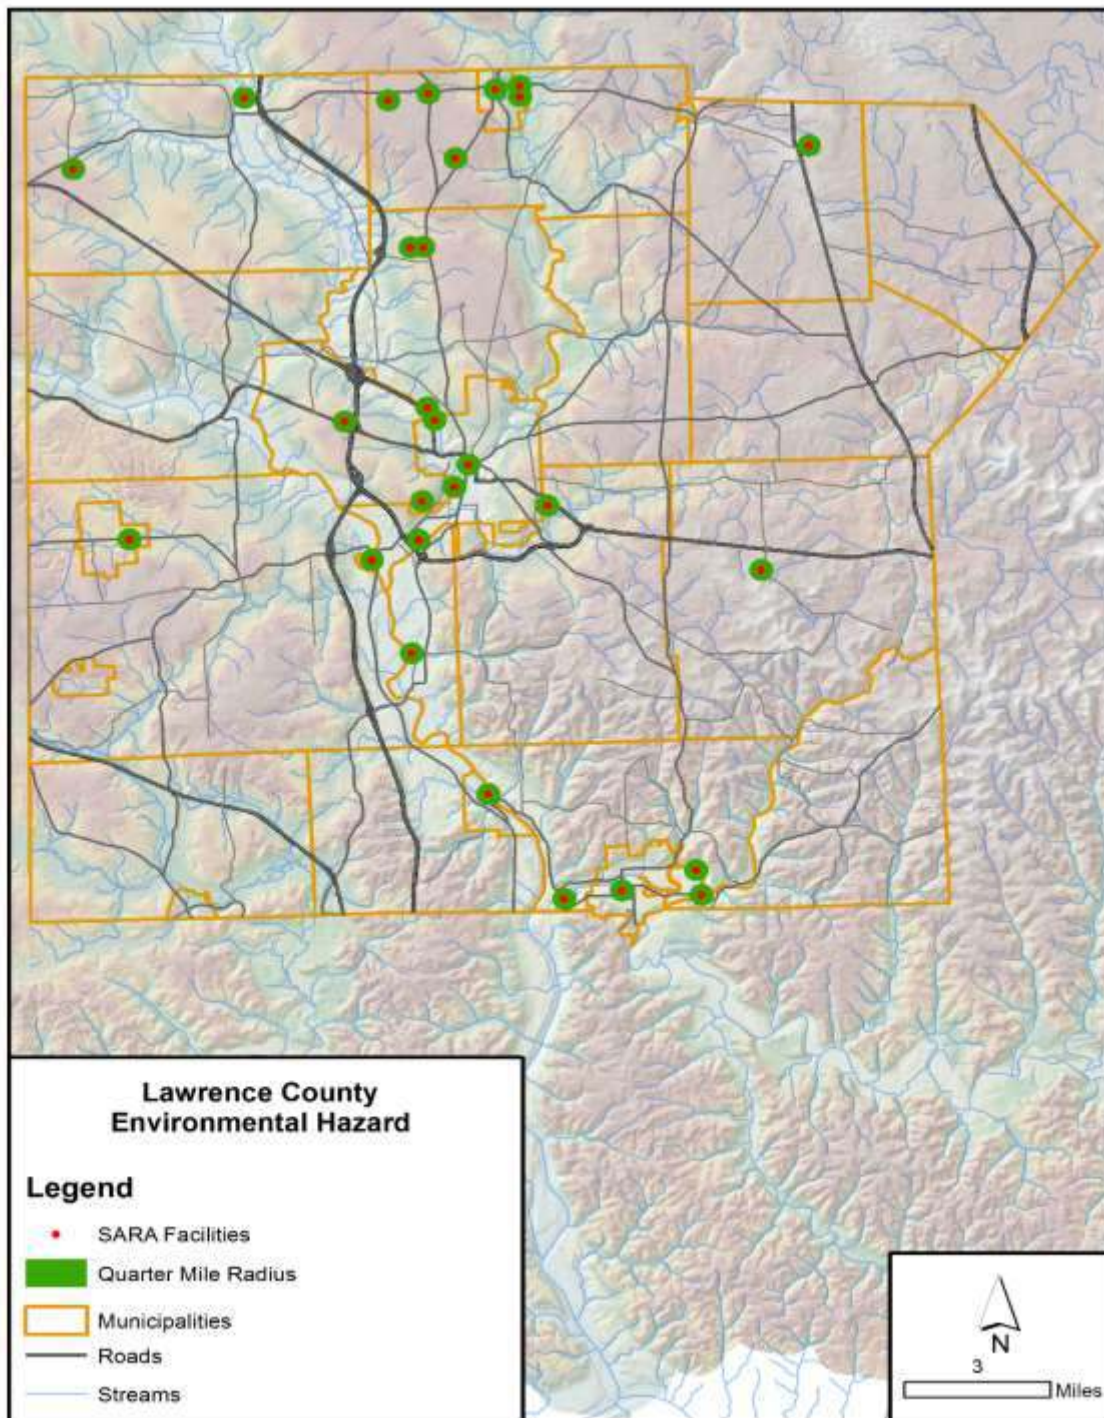 Lawrence County
Environmental Hazard
Legend
SARA Facilities
Quarter Mile Radius
Municipalities
Roads
Streams
N
3
Miles